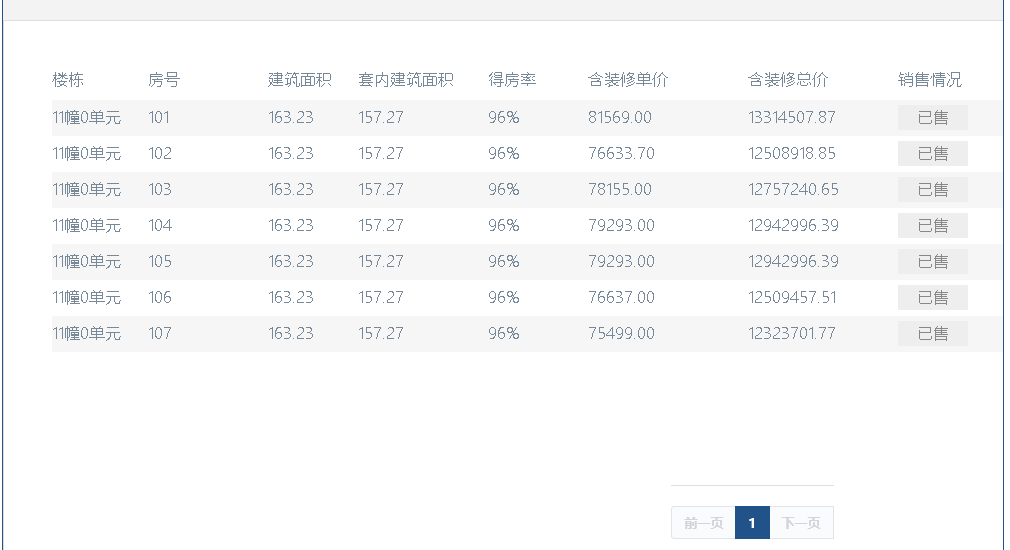 楼栋 房号 建筑面积 套内建筑面积 得房率 含装修单价 含装修总价 销售情况
11幢0单元 101 163.23 157.27 96% 81569.00 13314507.87 已售
11幢0单元 102 163.23 157.27 96% 76633.70 12508918.85 已售
11幢0单元 103 163.23 157.27 96% 78155.00 12757240.65 已售
11幢0单元 104 163.23 157.27 96% 79293.00 12942996.39 已售
11幢0单元 105 163.23 157.27 96% 79293.00 12942996.39 已售
11幢0单元 106 163.23 157.27 96% 76637.00 12509457.51 已售
11幢0单元 107 163.23 157.27 96% 75499.00 12323701.77 已售
前一页 1 下一页